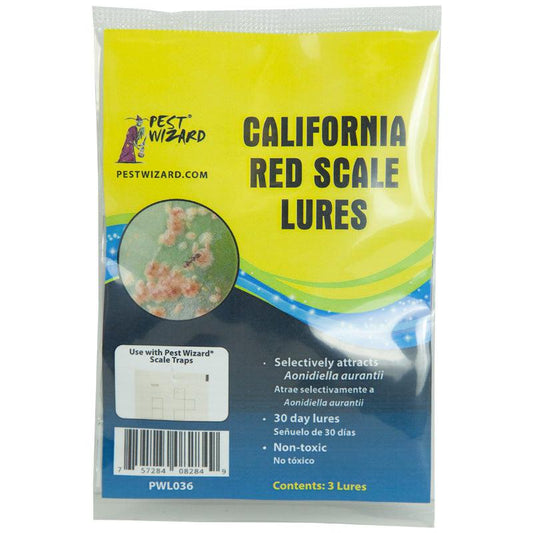 PEST®
WIZARD
PESTWIZARD.COM
CALIFORNIA
RED SCALE
LURES
Use with Pest Wizard®
Scale Traps
• Selectively attracts
Aonidiella aurantii
Atrae selectivamente a
Aonidiella aurantii
• 30 day lures
Señuelo de 30 días
• Non-toxic
No tóxico
7 57284 08284 9
PWL036
Contents: 3 Lures